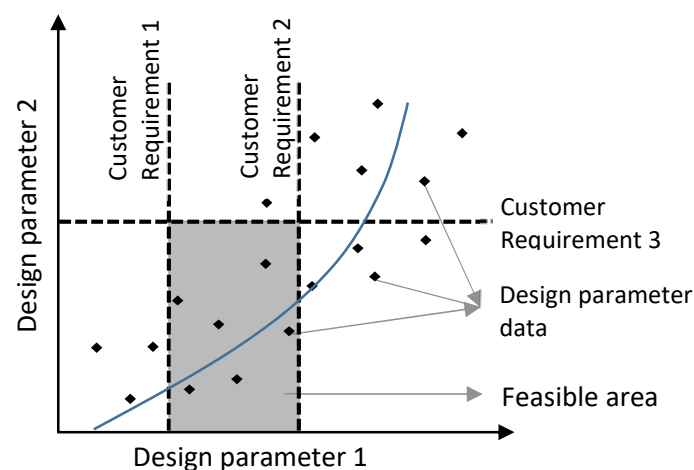 Design parameter 2
Customer
Requirement 1
Customer
Requirement 2
Customer
Requirement 3
Design parameter
data
Feasible area
Design parameter 1